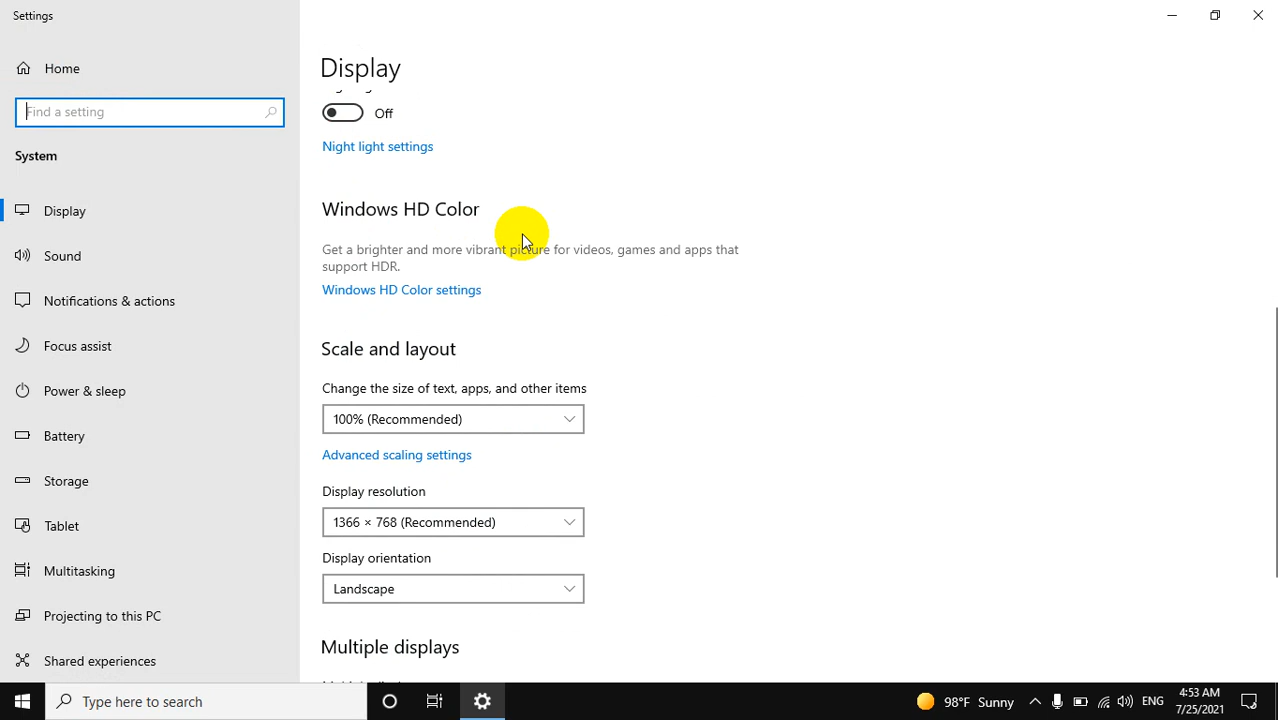 Settings
Home
Find a setting
System
Display
Sound
Notifications & actions
Focus assist
Power & sleep
Battery
Storage
Tablet
Multitasking
Projecting to this PC
Shared experiences
Display
Off
Night light settings
Windows HD Color
Get a brighter and more vibrant picture for videos, games and apps that
support HDR.
Windows HD Color settings
Scale and layout
Change the size of text, apps, and other items
100% (Recommended)
Advanced scaling settings
Display resolution
1366 × 768 (Recommended)
Display orientation
Landscape
Multiple displays
Type here to search
98°F Sunny
ENG
4:53 AM
7/25/2021